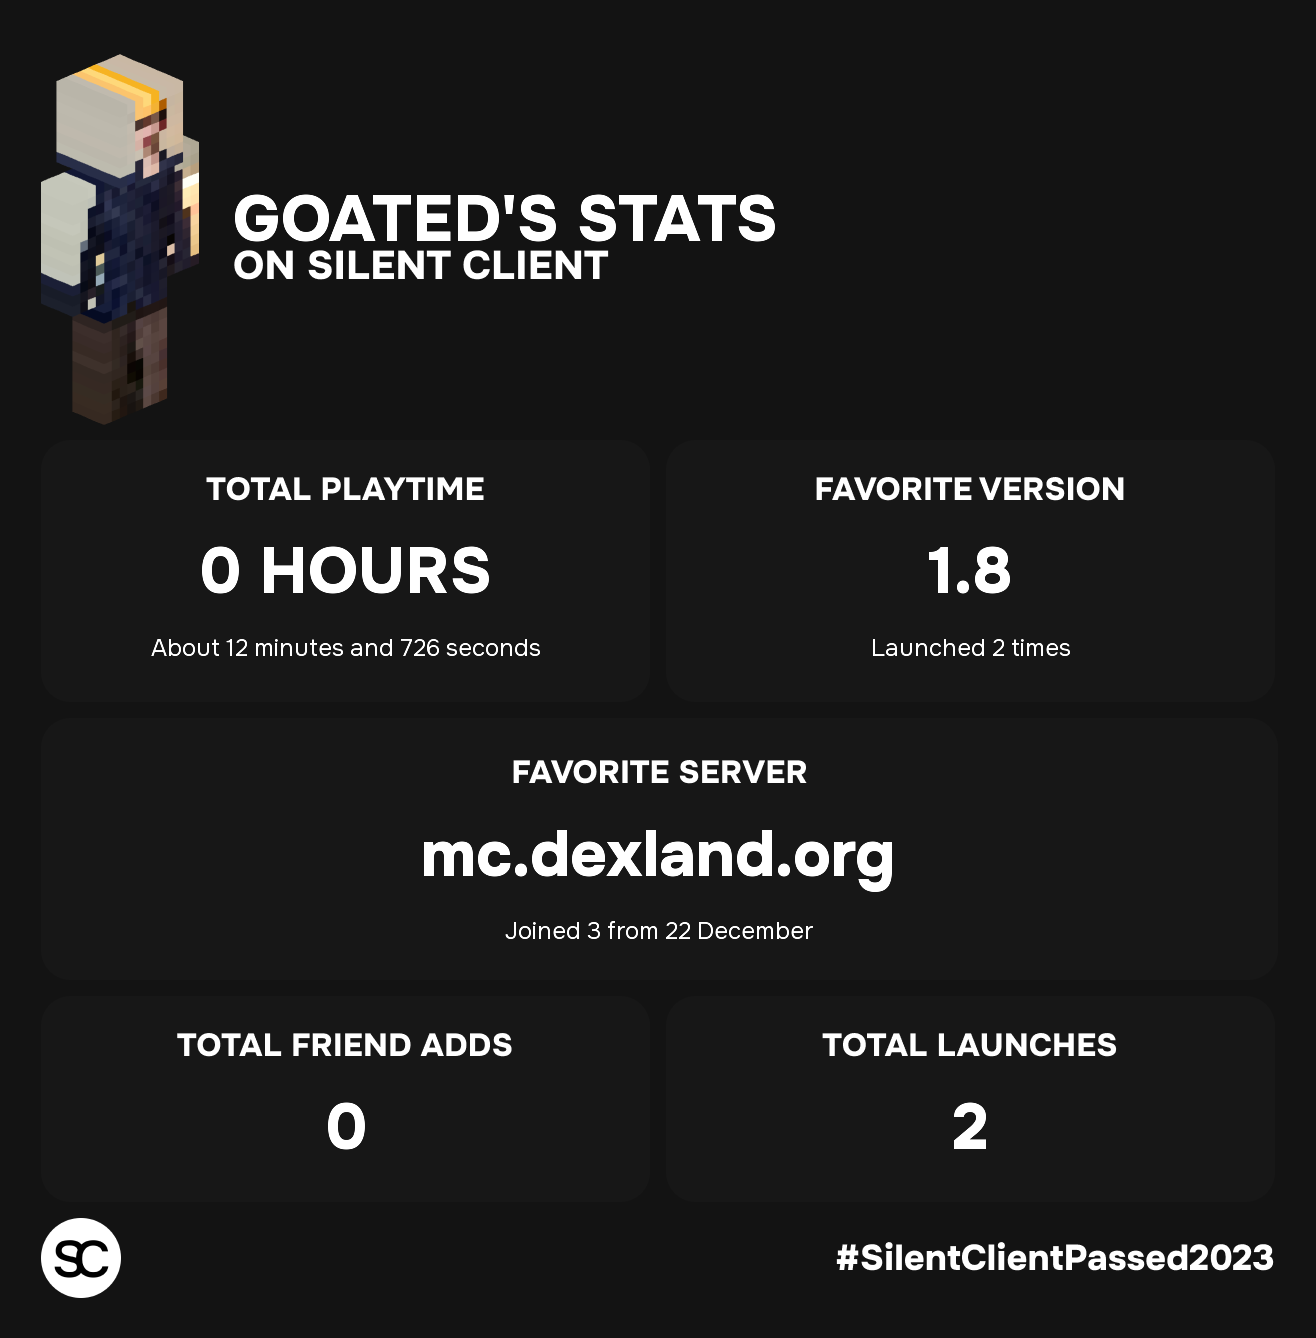 GOATED'S STATS
ON SILENT CLIENT
TOTAL PLAYTIME
0 HOURS
About 12 minutes and 726 seconds
FAVORITE VERSION
1.8
Launched 2 times
FAVORITE SERVER
mc.dexland.org
Joined 3 from 22 December
TOTAL FRIEND ADDS
0
TOTAL LAUNCHES
2
SC
#SilentClientPassed2023